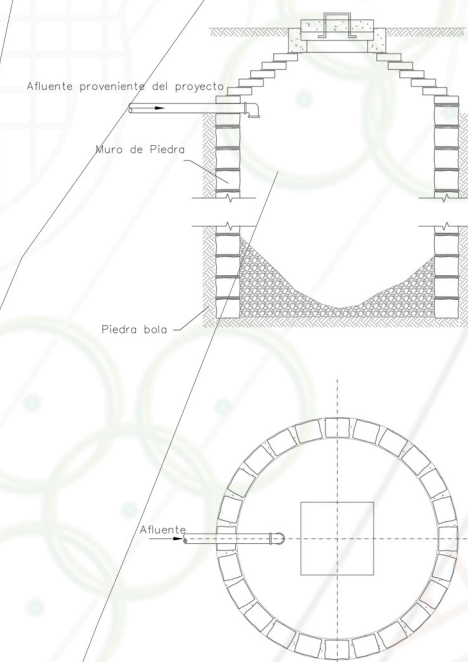 Afluente proveniente del proyecto
Muro de Piedra
Piedra bola
Afluente